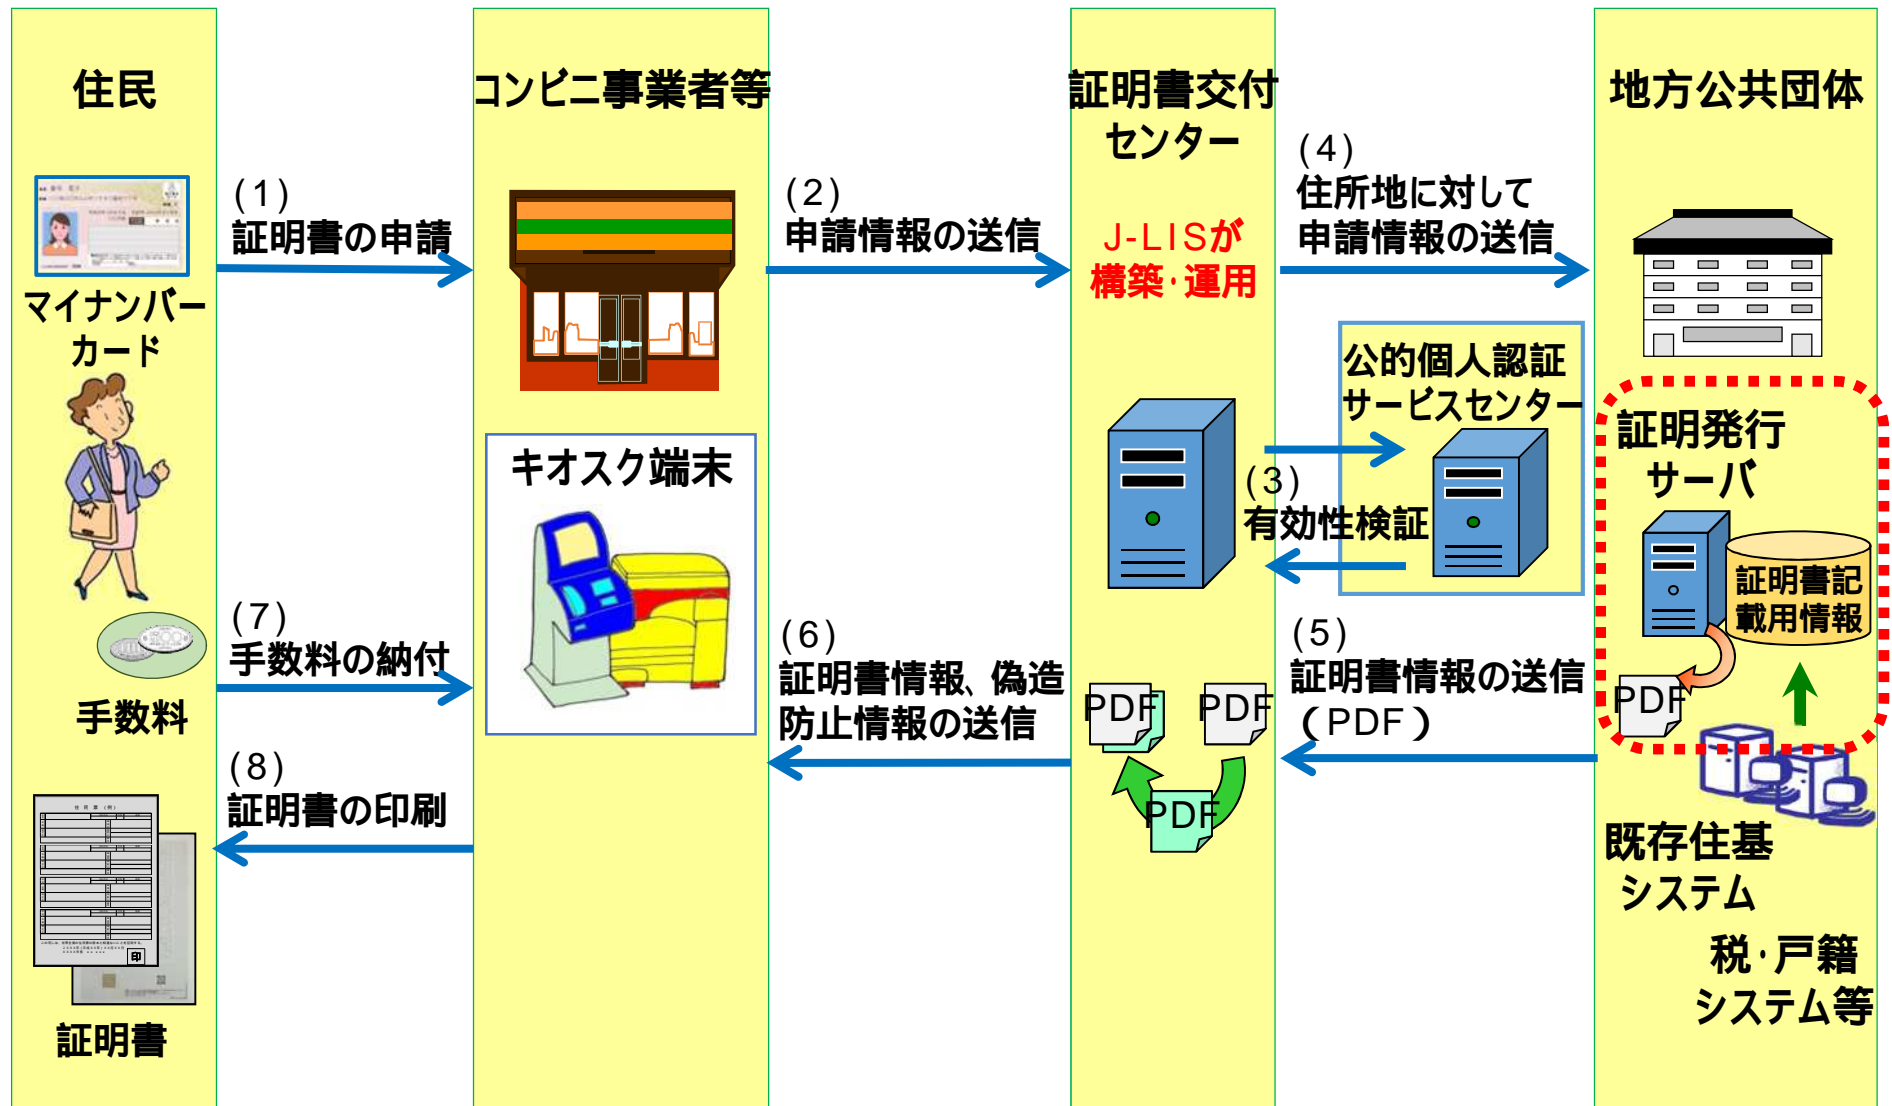 住民
マイナンバー
カード
手数料
証明書
(1)
証明書の申請
(7)
手数料の納付
(8)
証明書の印刷
コンビニ事業者等
キオスク端末
(2)
申請情報の送信
(6)
証明書情報、偽造
防止情報の送信
証明書交付
センター
J-LISが
構築・運用
(3)
有効性検証
PDF
PDF
PDF
(4)
住所地に対して
申請情報の送信
公的個人認証
サービスセンター
(5)
証明書情報の送信
(PDF)
地方公共団体
証明発行
サーバ
証明書記
載用情報
PDF
既存住基
システム
税・戸籍
システム等
印